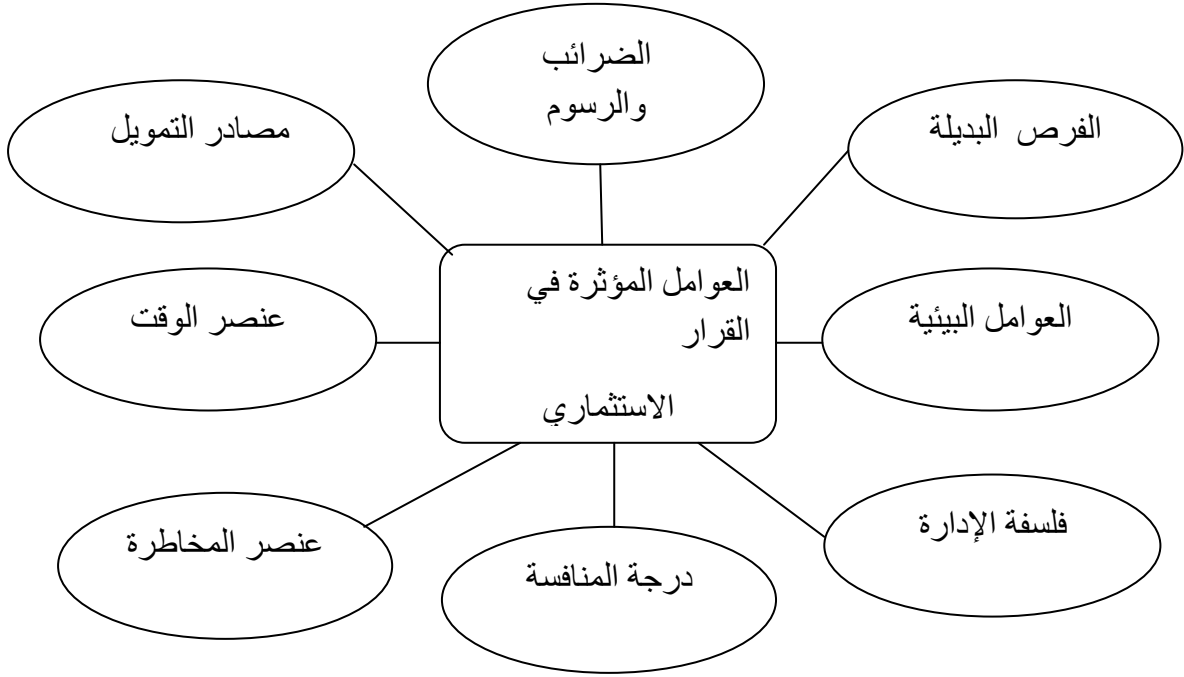 الضرائب
والرسوم
الفرص البديلة
مصادر التمويل
العوامل المؤثرة في
القرار
الاستثماري
العوامل البيئية
عنصر الوقت
فلسفة الإدارة
درجة المنافسة
عنصر المخاطرة